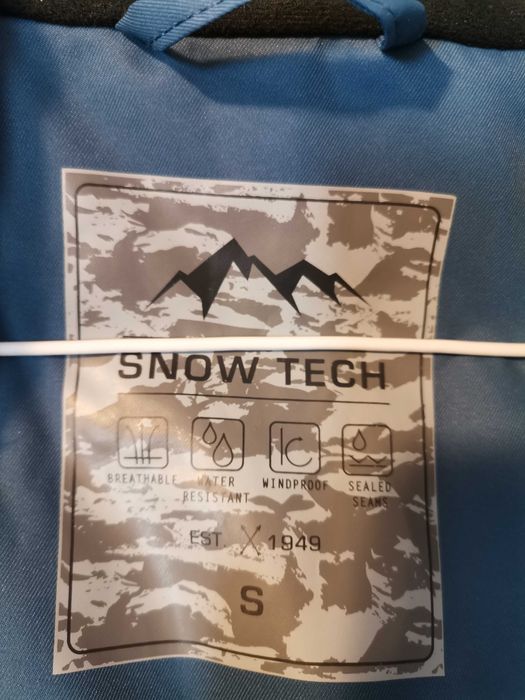 SNOW TECH
BREATHABLE
WATER RESISTANT
WINDPROOF
SEALED SEAMS
EST. 1949
S